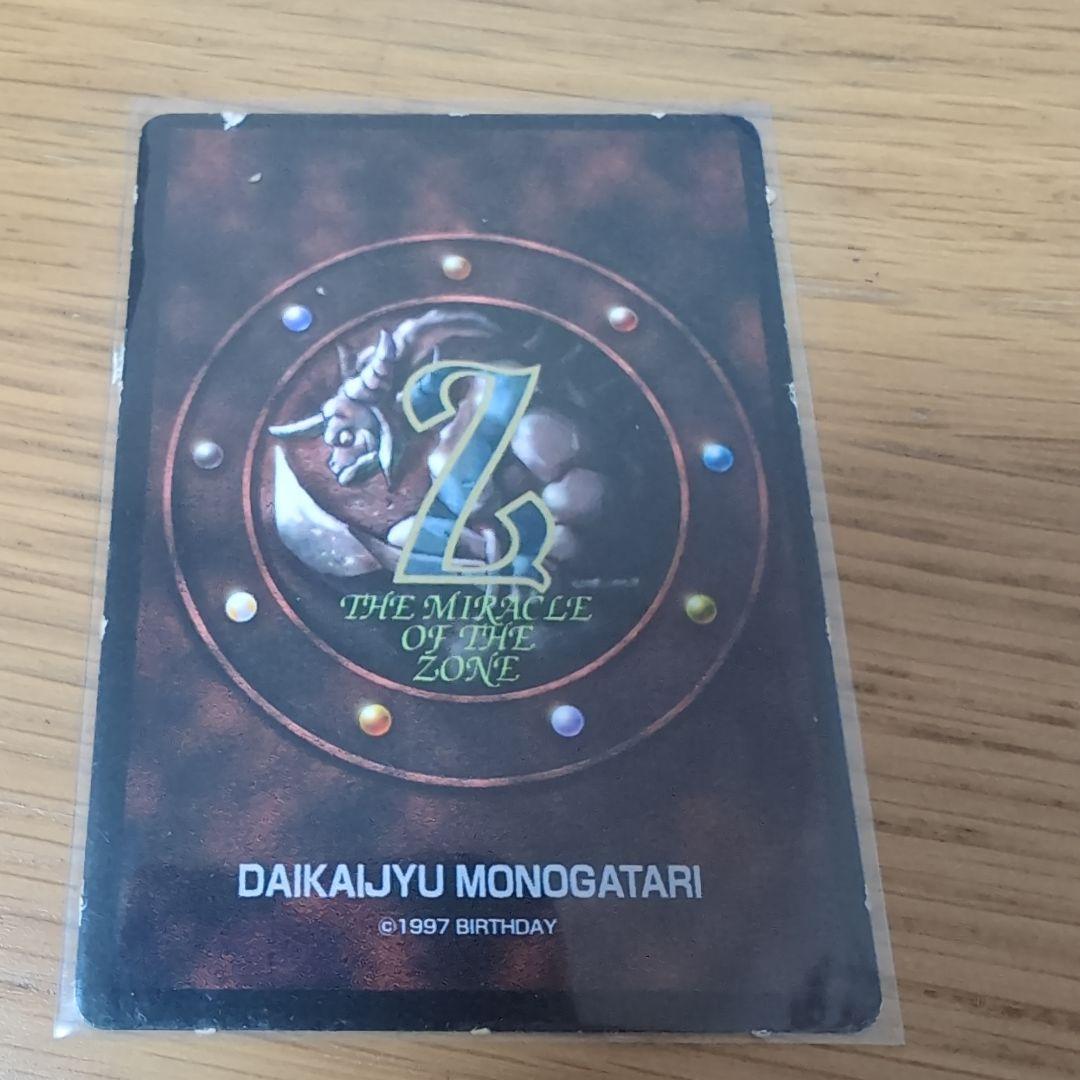 Z
THE MIRACLE
OF THE
ZONE
DAIKAIJYU MONOGATARI
©1997 BIRTHDAY